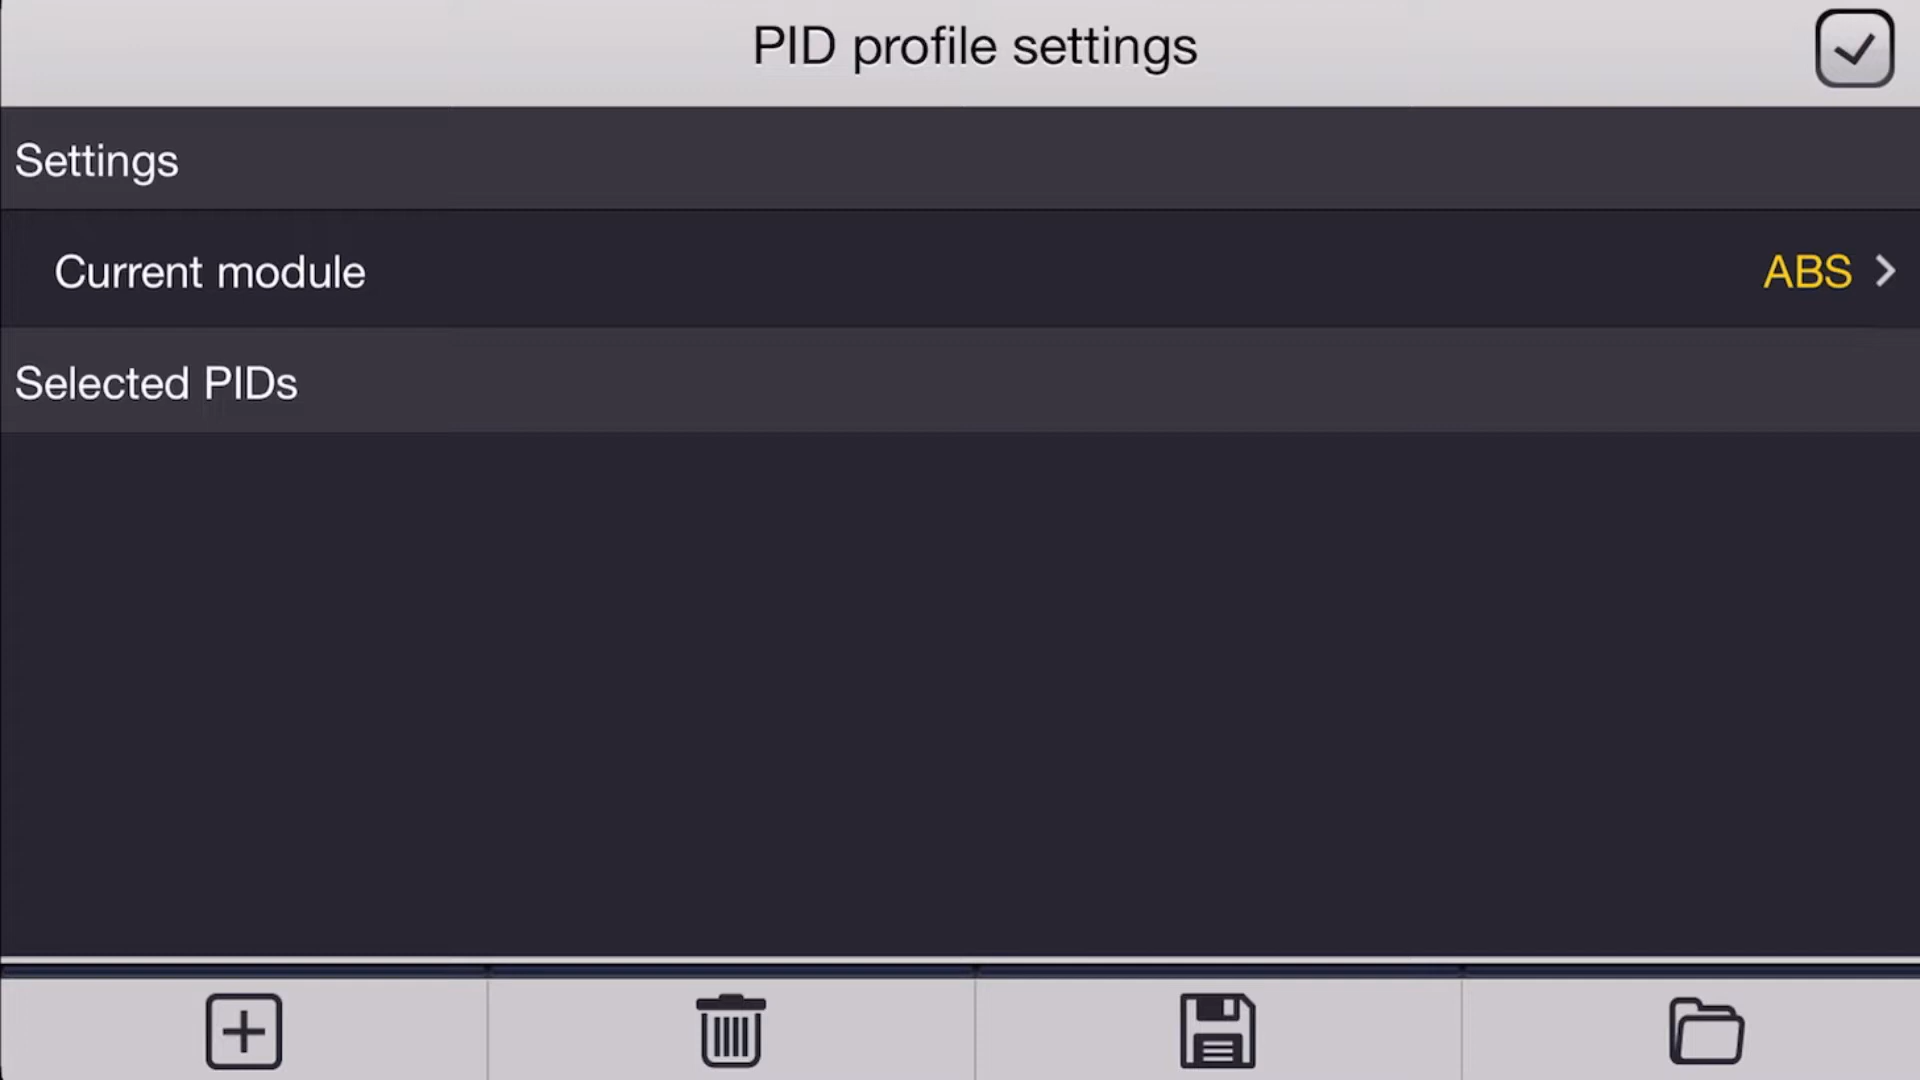 PID profile settings
Settings
Current module
ABS
Selected PIDs